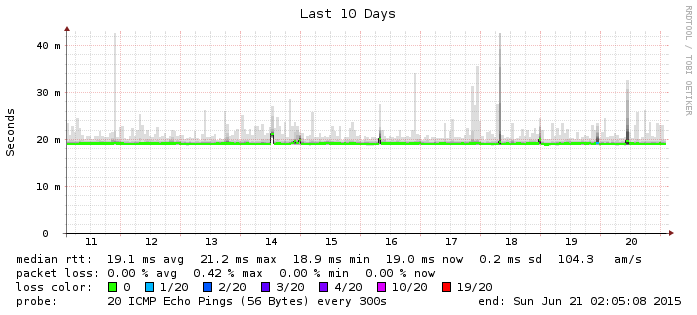 Last 10 Days
RRDTOOL / TOBI OETIKER
Seconds
40 m
30 m
20 m
10 m
0
11 12 13 14 15 16 17 18 19 20
median rtt: 19.1 ms avg 21.2 ms max 18.9 ms min 19.0 ms now 0.2 ms sd 104.3 am/s
packet loss: 0.00 % avg 0.42 % max 0.00 % min 0.00 % now
loss color: 0 1/20 2/20 3/20 4/20 10/20 19/20
probe: 20 ICMP Echo Pings (56 Bytes) every 300s end: Sun Jun 21 02:05:08 2015